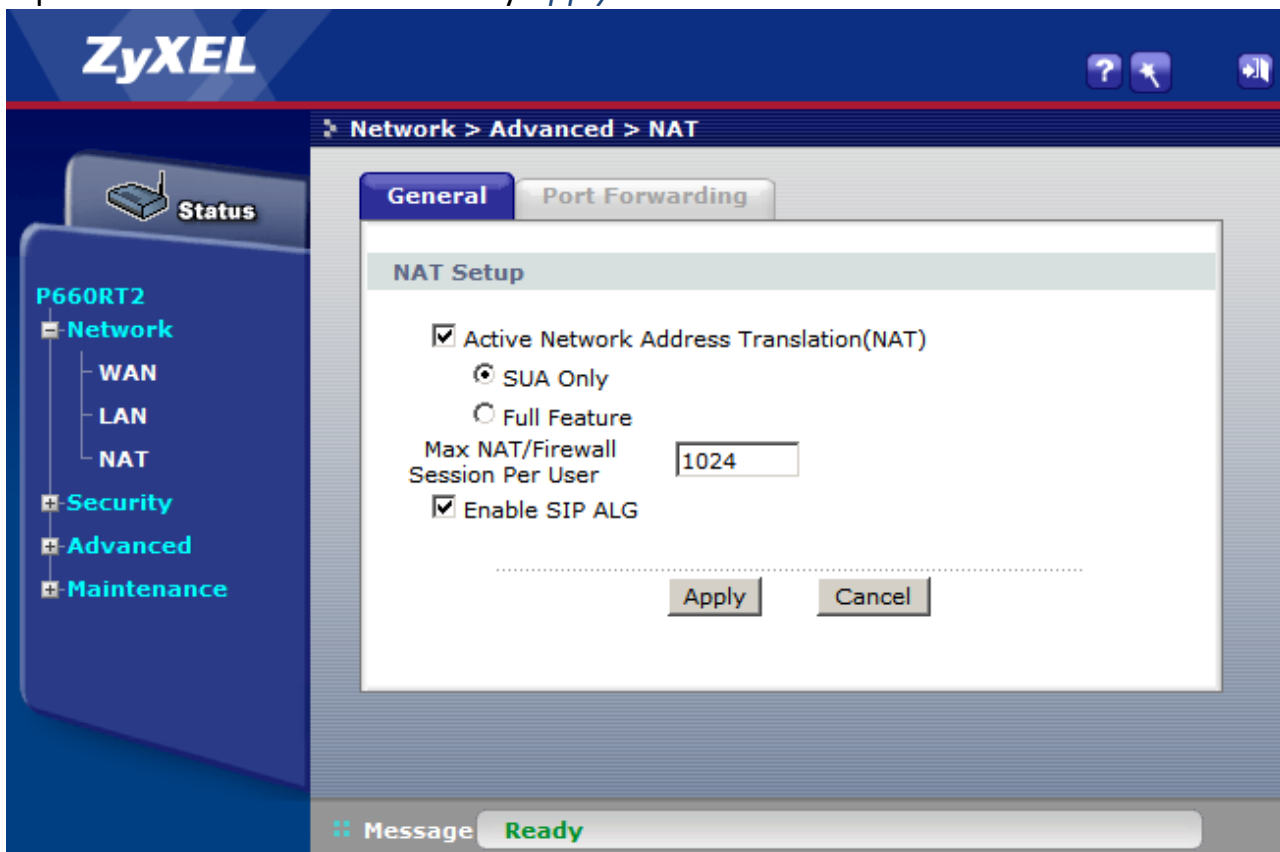 ZyXEL
Network > Advanced > NAT
Status
General
Port Forwarding
NAT Setup
P660RT2
Network
WAN
LAN
NAT
Security
Advanced
Maintenance
Active Network Address Translation(NAT)
SUA Only
Full Feature
Max NAT/Firewall
Session Per User
1024
Enable SIP ALG
Apply
Cancel
Message
Ready